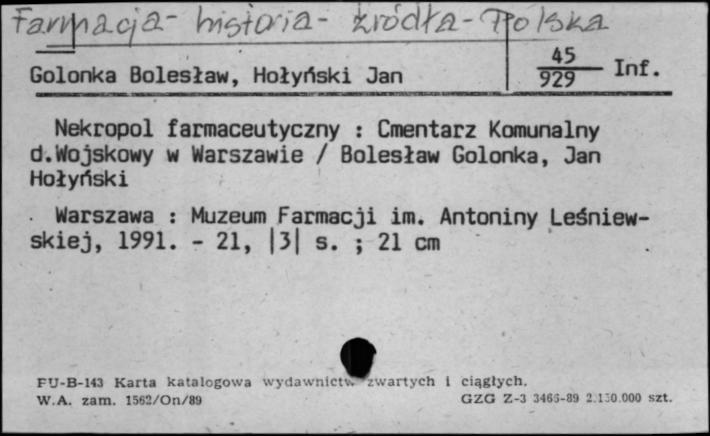 Farmacja - historia - źródła - Polska
Golonka Bolesław, Hołyński Jan
45
929 Inf.
Nekropol farmaceutyczny : Cmentarz Komunalny
d.Wojskowy w Warszawie / Bolesław Golonka, Jan
Hołyński
Warszawa : Muzeum Farmacji im. Antoniny Leśniew-
skiej, 1991. - 21, |3| s. ; 21 cm
PU-B-143 Karta katalogowa wydawnictw zwartych i ciągłych.
W.A. zam. 1562/On/89 GZG Z-3 3466-89 2.150.000 szt.